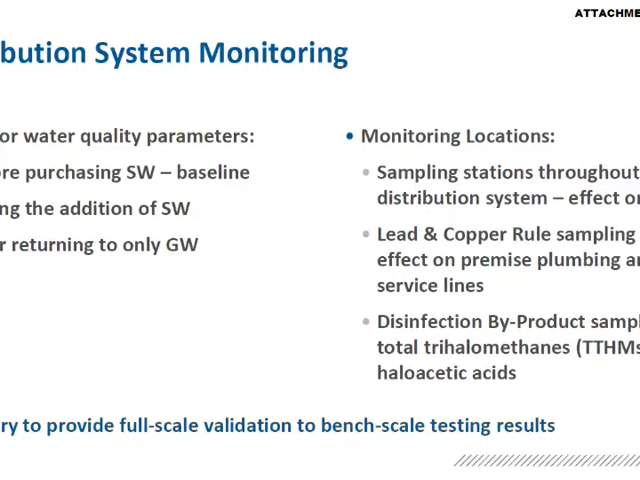 ATTACHME
bution System Monitoring
or water quality parameters:
re purchasing SW – baseline
ng the addition of SW
r returning to only GW
• Monitoring Locations:
• Sampling stations throughout
distribution system – effect on
• Lead & Copper Rule sampling
effect on premise plumbing an
service lines
• Disinfection By-Product sampl
total trihalomethanes (TTHMs
haloacetic acids
ry to provide full-scale validation to bench-scale testing results